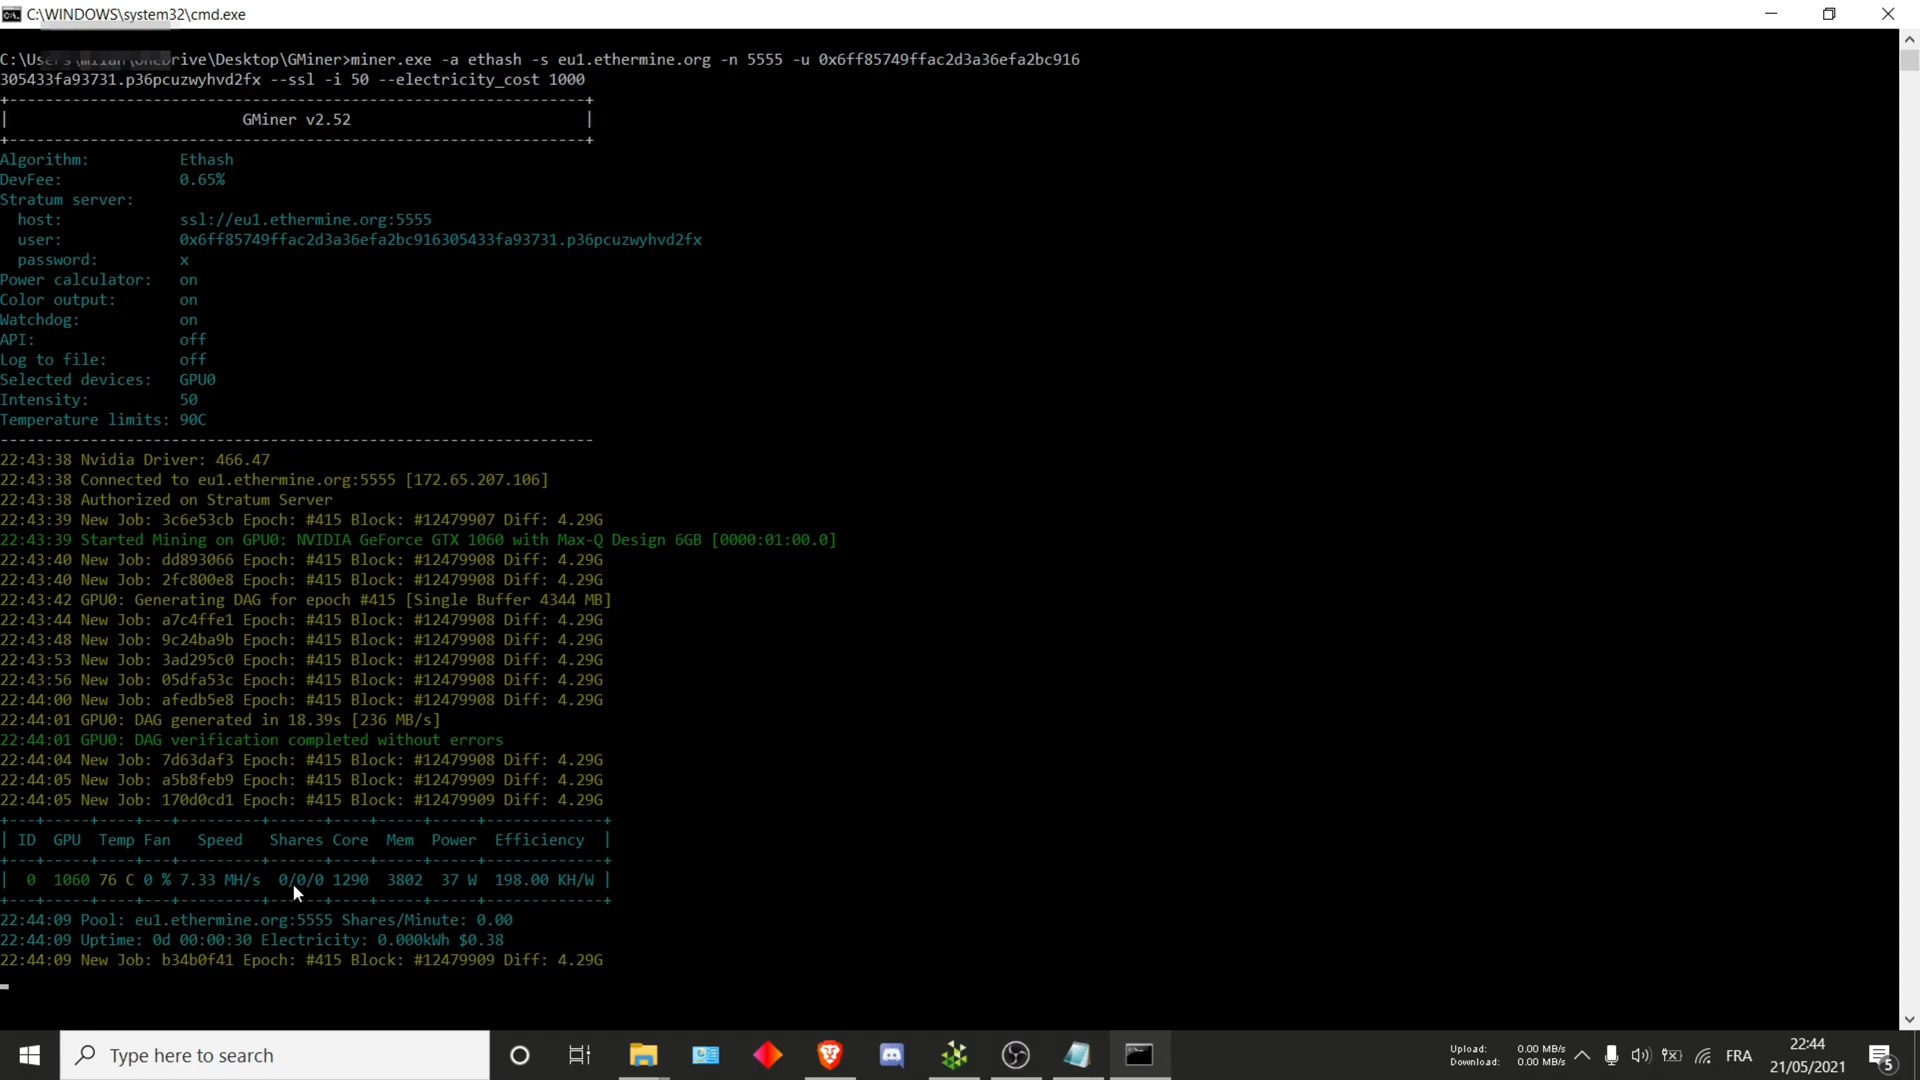 C:\WINDOWS\system32\cmd.exe
C:\Users\milan\OneDrive\Desktop\GMiner>miner.exe -a ethash -s eu1.ethermine.org -n 5555 -u 0x6ff85749ffac2d3a36efa2bc916
305433fa93731.p36pcuzwyhvd2fx --ssl -i 50 --electricity_cost 1000
GMiner v2.52
Algorithm: Ethash
DevFee: 0.65%
Stratum server:
host: ssl://eu1.ethermine.org:5555
user: 0x6ff85749ffac2d3a36efa2bc916305433fa93731.p36pcuzwyhvd2fx
password: x
Power calculator: on
Color output: on
Watchdog: on
API: off
Log to file: off
Selected devices: GPU0
Intensity: 50
Temperature limits: 90C
22:43:38 Nvidia Driver: 466.47
22:43:38 Connected to eu1.ethermine.org:5555 [172.65.207.106]
22:43:38 Authorized on Stratum Server
22:43:39 New Job: 3c6e53cb Epoch: #415 Block: #12479907 Diff: 4.29G
22:43:39 Started Mining on GPU0: NVIDIA GeForce GTX 1060 with Max-Q Design 6GB [0000:01:00.0]
22:43:40 New Job: dd893066 Epoch: #415 Block: #12479908 Diff: 4.29G
22:43:40 New Job: 2fc800e8 Epoch: #415 Block: #12479908 Diff: 4.29G
22:43:42 GPU0: Generating DAG for epoch #415 [Single Buffer 4344 MB]
22:43:44 New Job: a7c4ffe1 Epoch: #415 Block: #12479908 Diff: 4.29G
22:43:48 New Job: 9c24ba9b Epoch: #415 Block: #12479908 Diff: 4.29G
22:43:53 New Job: 3ad295c0 Epoch: #415 Block: #12479908 Diff: 4.29G
22:43:56 New Job: 05dfa53c Epoch: #415 Block: #12479908 Diff: 4.29G
22:44:00 New Job: afedb5e8 Epoch: #415 Block: #12479908 Diff: 4.29G
22:44:01 GPU0: DAG generated in 18.39s [236 MB/s]
22:44:01 GPU0: DAG verification completed without errors
22:44:04 New Job: 7d63daf3 Epoch: #415 Block: #12479908 Diff: 4.29G
22:44:05 New Job: a5b8feb9 Epoch: #415 Block: #12479909 Diff: 4.29G
22:44:05 New Job: 170d0cd1 Epoch: #415 Block: #12479909 Diff: 4.29G
ID GPU Temp Fan Speed Shares Core Mem Power Efficiency
0 1060 76 C 0 % 7.33 MH/s 0/0/0 1290 3802 37 W 198.00 KH/W
22:44:09 Pool: eu1.ethermine.org:5555 Shares/Minute: 0.00
22:44:09 Uptime: 0d 00:00:30 Electricity: 0.000kWh $0.38
22:44:09 New Job: b34b0f41 Epoch: #415 Block: #12479909 Diff: 4.29G
Type here to search
Upload: 0.00 MB/s
Download: 0.00 MB/s
FRA
22:44
21/05/2021
5